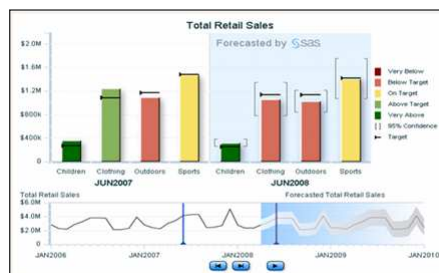 Total Retail Sales
Forecasted by sas
$2.0M
$1.6M
$1.2M
$800k
$400k
0
Very Below
Below Target
On Target
Above Target
Very Above
95% Confidence
Target
Children Clothing Outdoors Sports Children Clothing Outdoors Sports
JUN2007 JUN2008
Total Retail Sales Forecasted Total Retail Sales
$6.0M
$4.0M
$2.0M
0
JAN2006 JAN2007 JAN2008 JAN2009 JAN2010